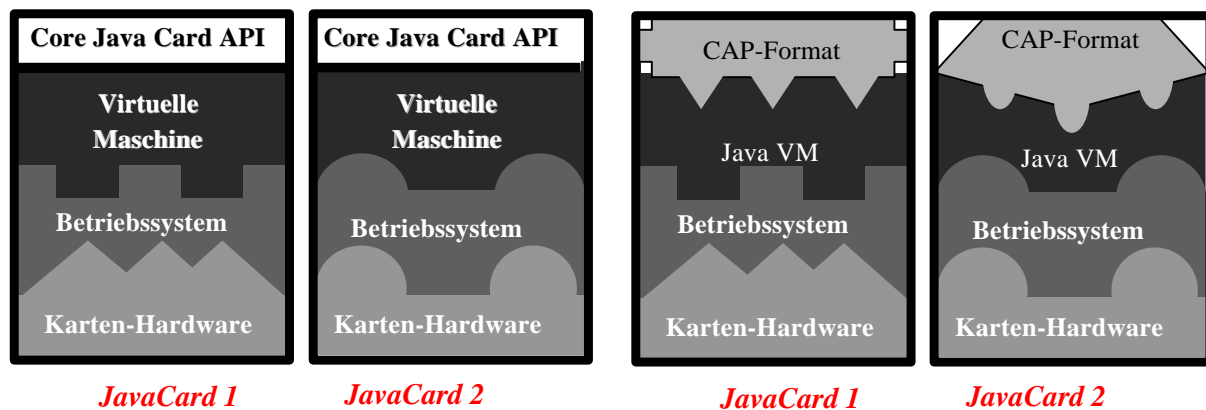 Core Java Card API
Virtuelle
Maschine
Betriebssystem
Karten-Hardware
JavaCard 1
Core Java Card API
Virtuelle
Maschine
Betriebssystem
Karten-Hardware
JavaCard 2
CAP-Format
Java VM
Betriebssystem
Karten-Hardware
JavaCard 1
CAP-Format
Java VM
Betriebssystem
Karten-Hardware
JavaCard 2